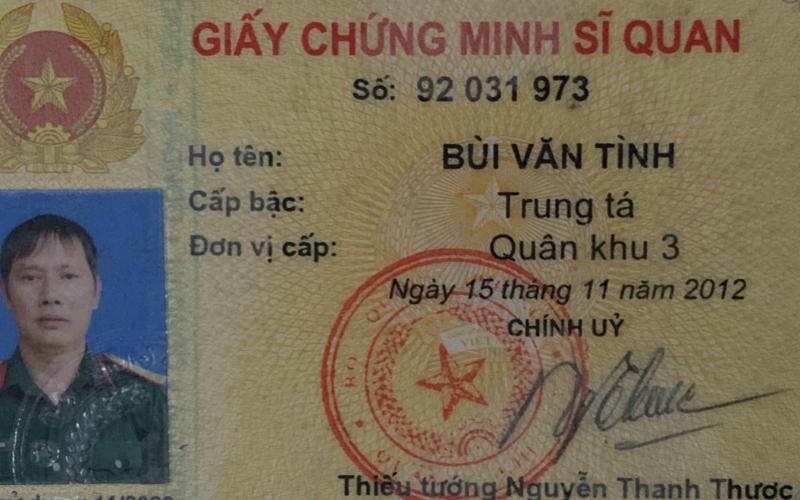 GIẤY CHỨNG MINH SĨ QUAN
Số: 92 031 973
Họ tên: BÙI VĂN TÌNH
Cấp bậc: Trung tá
Đơn vị cấp: Quân khu 3
Ngày 15 tháng 11 năm 2012
CHÍNH UỶ
Thiếu tướng Nguyễn Thanh Thược